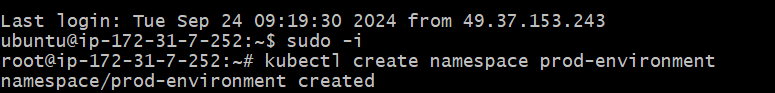 Last login: Tue Sep 24 09:19:30 2024 from 49.37.153.243
ubuntu@ip-172-31-7-252:~$ sudo -i
root@ip-172-31-7-252:~# kubectl create namespace prod-environment
namespace/prod-environment created